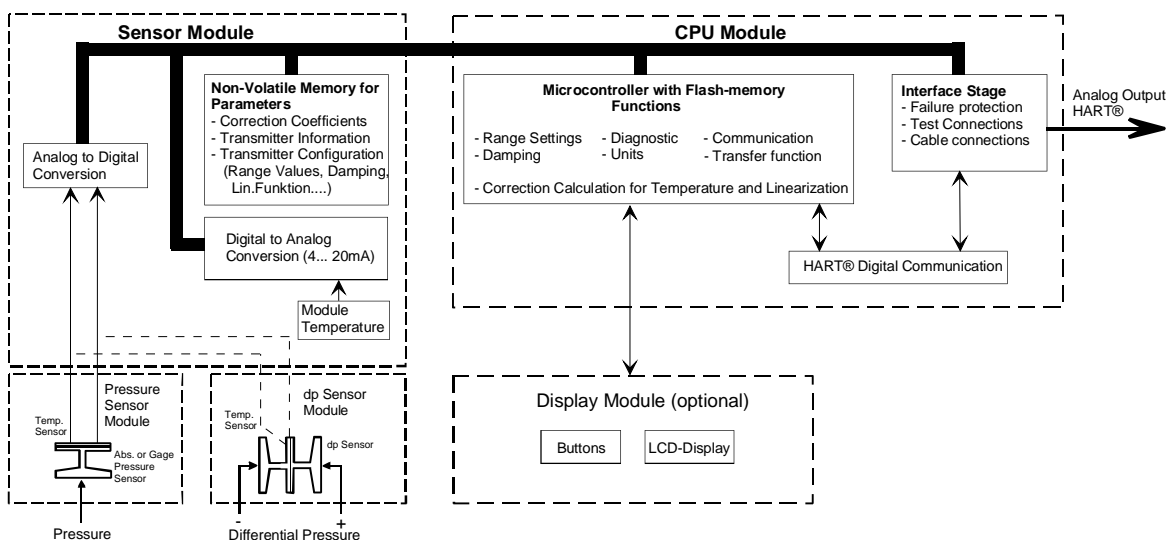 Sensor Module
CPU Module
Non-Volatile Memory for
Parameters
- Correction Coefficients
- Transmitter Information
- Transmitter Configuration
(Range Values, Damping,
Lin.Funktion....)
Analog to Digital
Conversion
Digital to Analog
Conversion (4... 20mA)
Module
Temperature
Microcontroller with Flash-memory
Functions
- Range Settings
- Diagnostic
- Communication
- Damping
- Units
- Transfer function
- Correction Calculation for Temperature and Linearization
Interface Stage
- Failure protection
- Test Connections
- Cable connections
Analog Output
HART®
HART® Digital Communication
Pressure
Sensor
Module
Temp.
Sensor
Abs. or Gage
Pressure
Sensor
Pressure
dp Sensor
Module
Temp.
Sensor
dp Sensor
- +
Differential Pressure
Display Module (optional)
Buttons
LCD-Display